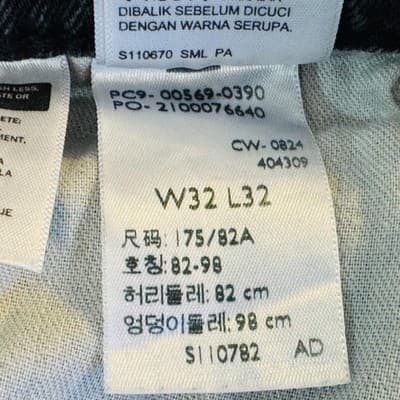 DIBALIK SEBELUM DICUCI
DENGAN WARNA SERUPA.
S110670 SML PA
PC9- 00569-0390
PO- 2100076640
CW- 0824
404309
W32 L32
尺码: 175/82A
호칭: 82-98
허리둘레: 82 cm
엉덩이둘레: 98 cm
S110782 AD